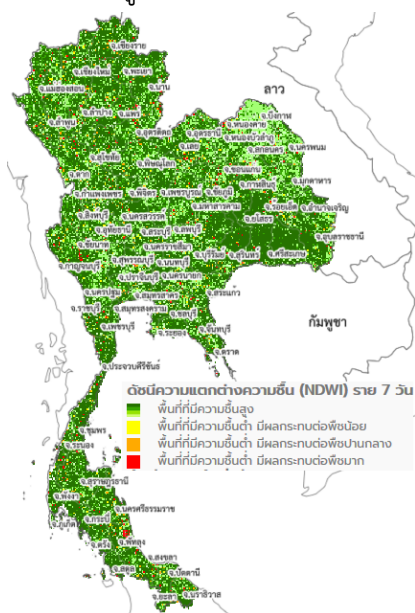 จ.เชียงราย
จ.เชียงใหม่ จ.พะเยา
จ.แม่ฮ่องสอน จ.น่าน
ลาว
จ.ลำปาง จ.แพร่
จ.ลำพูน
จ.บึงกาฬ
จ.หนองคาย
จ.อุตรดิตถ์ จ.อุดรธานี
จ.หนองบัวลำภู
จ.เลย จ.สกลนคร จ.นครพนม
จ.สุโขทัย จ.พิษณุโลก
จ.ขอนแก่น
จ.ตาก จ.กาฬสินธุ์ จ.มุกดาหาร
จ.กำแพงเพชร จ.พิจิตร จ.เพชรบูรณ์ จ.ชัยภูมิ
จ.มหาสารคาม จ.ร้อยเอ็ด จ.อำนาจเจริญ
จ.สิงห์บุรี จ.นครสวรรค์ จ.ยโสธร
จ.อุทัยธานี จ.สระบุรี จ.ลพบุรี
จ.อุบลราชธานี
จ.ชัยนาท จ.นครราชสีมา จ.บุรีรัมย์ จ.สุรินทร์ จ.ศรีสะเกษ
จ.กาญจนบุรี จ.สุพรรณบุรี จ.นนทบุรี
จ.ปราจีนบุรี จ.นครนายก
จ.นครปฐม จ.สมุทรสาคร จ.สระแก้ว
จ.ราชบุรี จ.สมุทรสงคราม
จ.ชลบุรี
กัมพูชา
จ.เพชรบุรี จ.ระยอง จ.จันทบุรี
จ.ตราด
จ.ประจวบคีรีขันธ์
ดัชนีความแตกต่างความชื้น (NDWI) ราย 7 วัน
พื้นที่ที่มีความชื้นสูง
พื้นที่ที่มีความชื้นต่ำ มีผลกระทบต่อพืชน้อย
พื้นที่ที่มีความชื้นต่ำ มีผลกระทบต่อพืชปานกลาง
พื้นที่ที่มีความชื้นต่ำ มีผลกระทบต่อพืชมาก
จ.ชุมพร
จ.ระนอง
จ.สุราษฎร์ธานี
จ.พังงา
จ.นครศรีธรรมราช
จ.ภูเก็ต จ.กระบี่
จ.ตรัง จ.พัทลุง
จ.สงขลา
จ.สตูล จ.ปัตตานี
จ.ยะลา จ.นราธิวาส